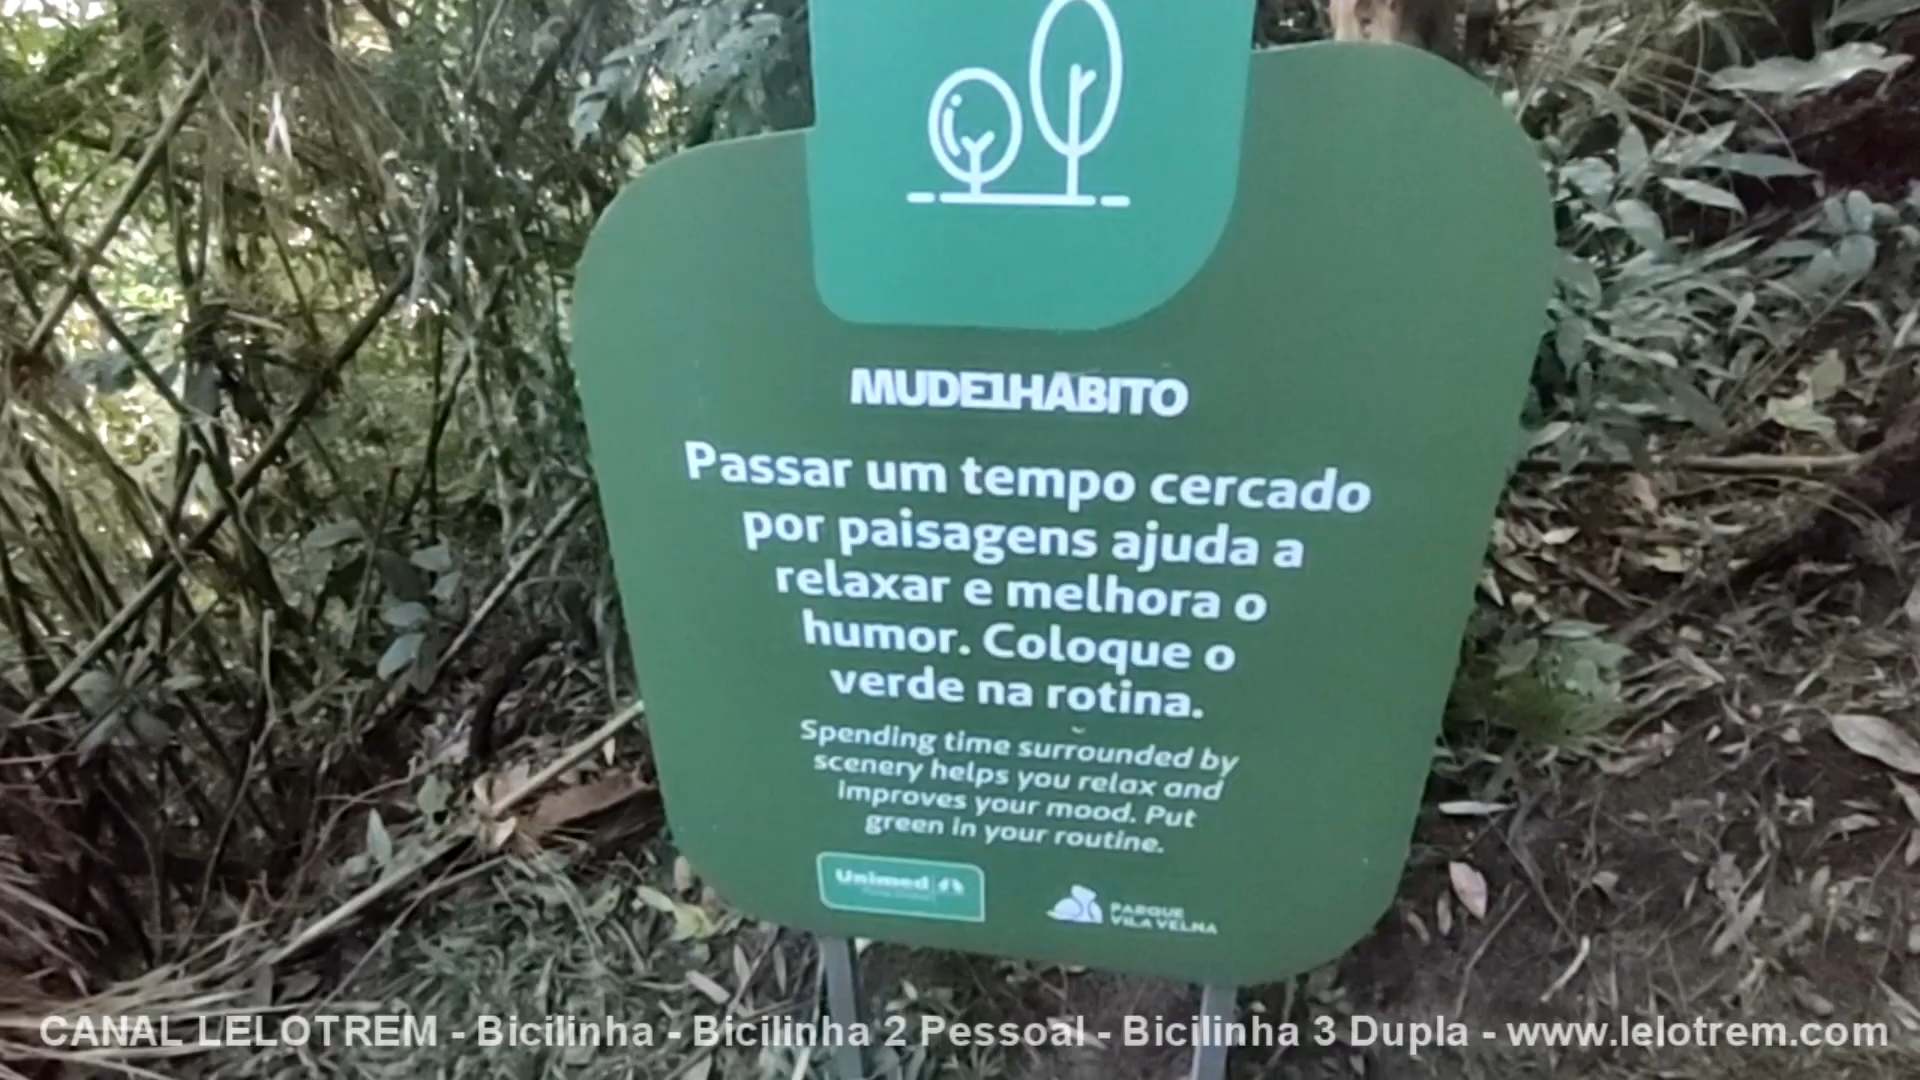 MUDE1HÁBITO
Passar um tempo cercado
por paisagens ajuda a
relaxar e melhora o
humor. Coloque o
verde na rotina.
Spending time surrounded by
scenery helps you relax and
improves your mood. Put
green in your routine.
Unimed
PARQUE
VILA VELHA
CANAL LELOTREM - Bicilinha - Bicilinha 2 Pessoal - Bicilinha 3 Dupla - www.lelotrem.com